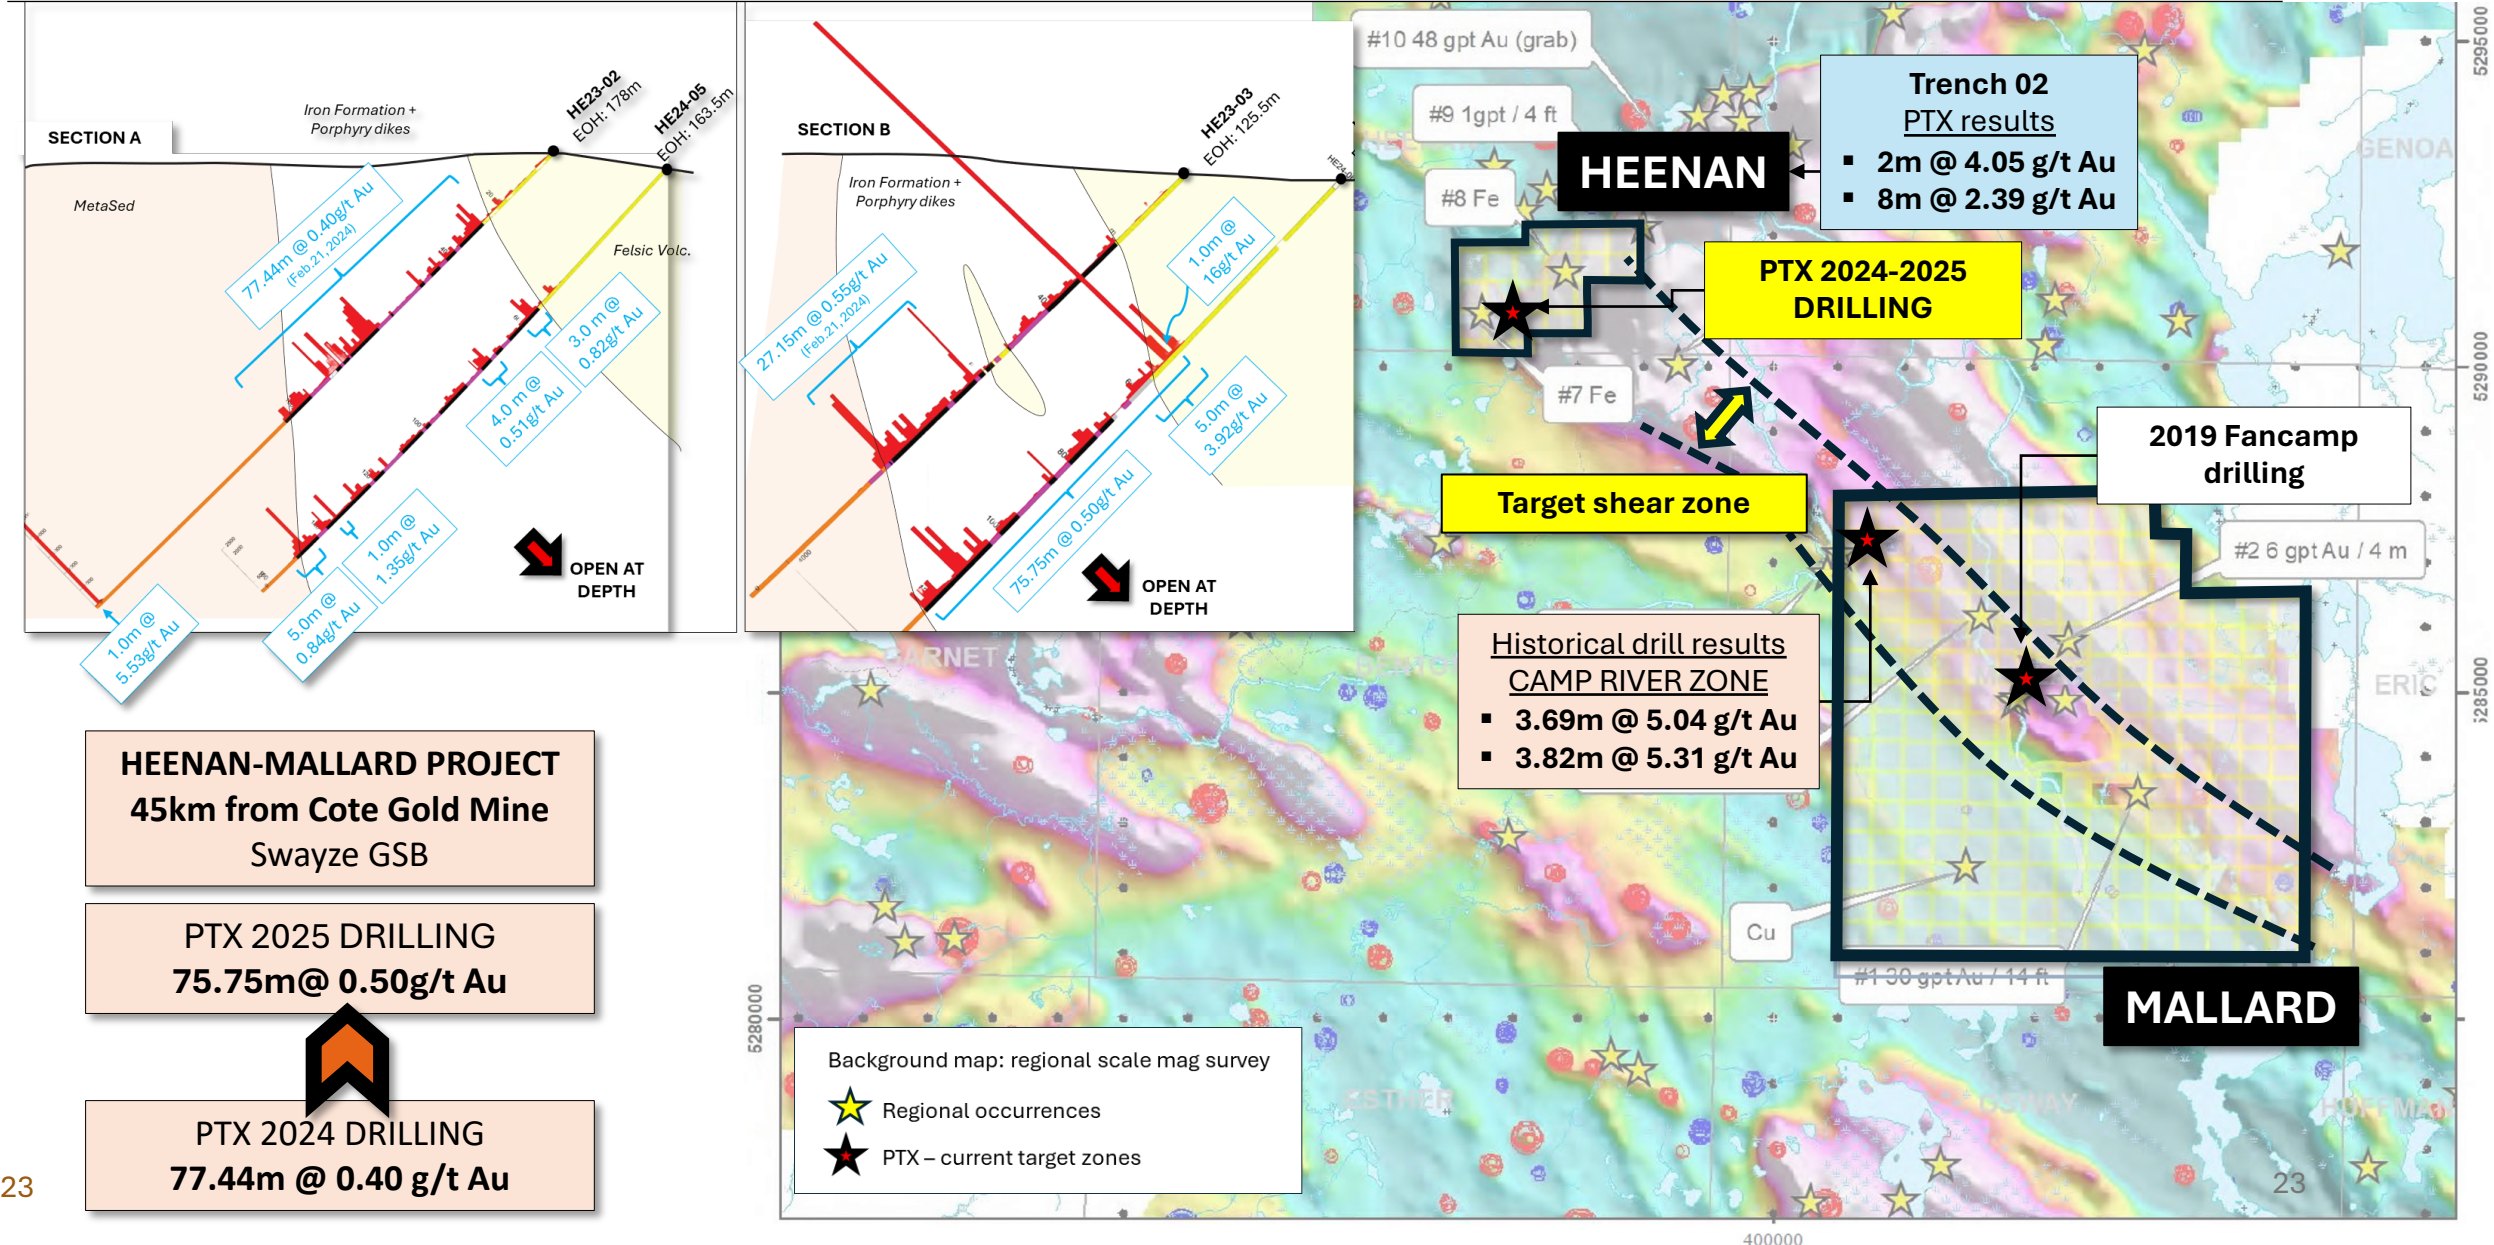 SECTION A
Iron Formation +
Porphyry dikes
HE23-02
EOH: 178m
HE24-05
EOH: 163.5m
MetaSed
Felsic Volc.
77.44m @ 0.40g/t Au
(Feb.21, 2024)
3.0 m @
0.82g/t Au
4.0 m @
0.51g/t Au
1.0m @
1.35g/t Au
5.0m @
0.84g/t Au
1.0m @
5.53g/t Au
OPEN AT
DEPTH
SECTION B
Iron Formation +
Porphyry dikes
HE23-03
EOH: 125.5m
27.15m @ 0.55g/t Au
(Feb.21, 2024)
1.0m @
16g/t Au
5.0m @
3.92g/t Au
75.75m @0.50g/t Au
OPEN AT
DEPTH
#10 48 gpt Au (grab)
#9 1gpt / 4 ft
#8 Fe
#7 Fe
HEENAN
Trench 02
PTX results
▪ 2m @ 4.05 g/t Au
▪ 8m @ 2.39 g/t Au
PTX 2024-2025
DRILLING
Target shear zone
2019 Fancamp
drilling
#2 6 gpt Au / 4 m
Historical drill results
CAMP RIVER ZONE
▪ 3.69m @ 5.04 g/t Au
▪ 3.82m @ 5.31 g/t Au
Cu
#1 30 gpt Au / 14 ft
MALLARD
GENOA
ERIC
ESTHER
5295000
5290000
5285000
5280000
400000
HEENAN-MALLARD PROJECT
45km from Cote Gold Mine
Swayze GSB
PTX 2025 DRILLING
75.75m@ 0.50g/t Au
PTX 2024 DRILLING
77.44m @ 0.40 g/t Au
Background map: regional scale mag survey
Regional occurrences
PTX – current target zones
23
23